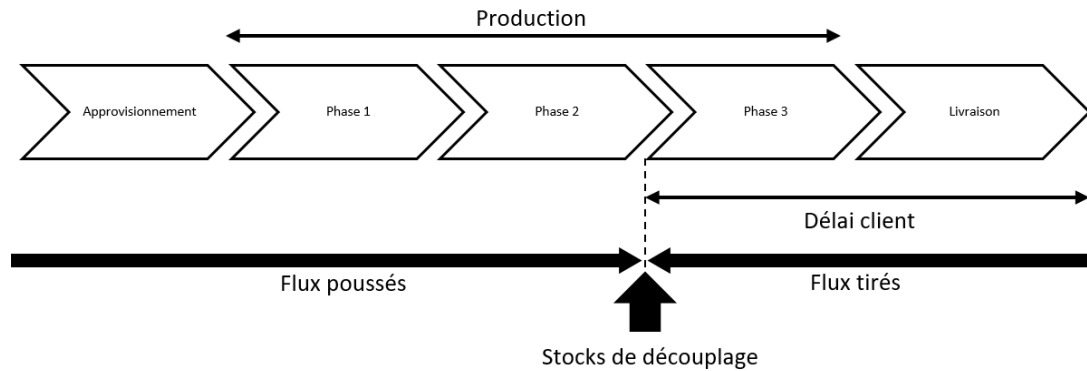 Production
Approvisionnement
Phase 1
Phase 2
Phase 3
Livraison
Délai client
Flux poussés
Flux tirés
Stocks de découplage